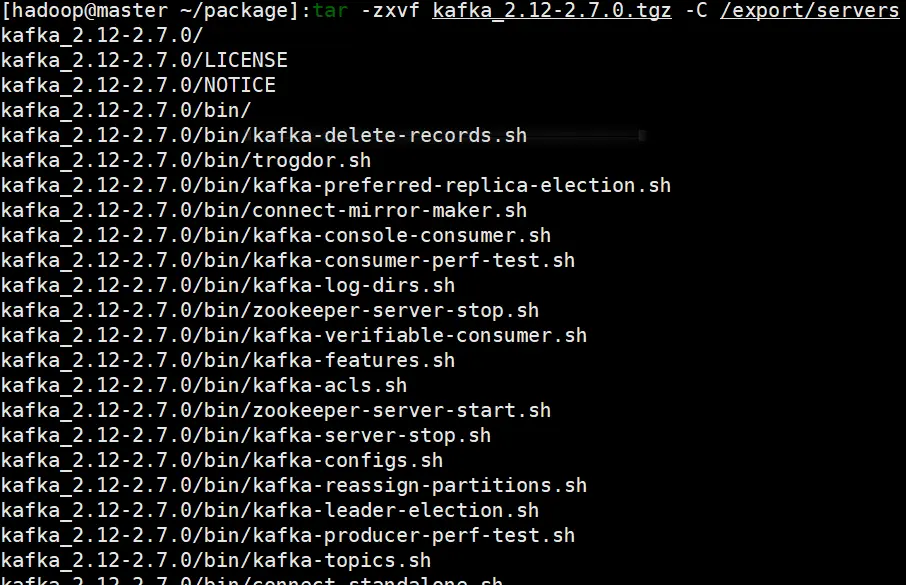 [hadoop@master ~/package]:tar -zxvf kafka_2.12-2.7.0.tgz -C /export/servers
kafka_2.12-2.7.0/
kafka_2.12-2.7.0/LICENSE
kafka_2.12-2.7.0/NOTICE
kafka_2.12-2.7.0/bin/
kafka_2.12-2.7.0/bin/kafka-delete-records.sh
kafka_2.12-2.7.0/bin/trogdor.sh
kafka_2.12-2.7.0/bin/kafka-preferred-replica-election.sh
kafka_2.12-2.7.0/bin/connect-mirror-maker.sh
kafka_2.12-2.7.0/bin/kafka-console-consumer.sh
kafka_2.12-2.7.0/bin/kafka-consumer-perf-test.sh
kafka_2.12-2.7.0/bin/kafka-log-dirs.sh
kafka_2.12-2.7.0/bin/zookeeper-server-stop.sh
kafka_2.12-2.7.0/bin/kafka-verifiable-consumer.sh
kafka_2.12-2.7.0/bin/kafka-features.sh
kafka_2.12-2.7.0/bin/kafka-acls.sh
kafka_2.12-2.7.0/bin/zookeeper-server-start.sh
kafka_2.12-2.7.0/bin/kafka-server-stop.sh
kafka_2.12-2.7.0/bin/kafka-configs.sh
kafka_2.12-2.7.0/bin/kafka-reassign-partitions.sh
kafka_2.12-2.7.0/bin/kafka-leader-election.sh
kafka_2.12-2.7.0/bin/kafka-producer-perf-test.sh
kafka_2.12-2.7.0/bin/kafka-topics.sh
kafka_2.12-2.7.0/bin/connect-standalone.sh